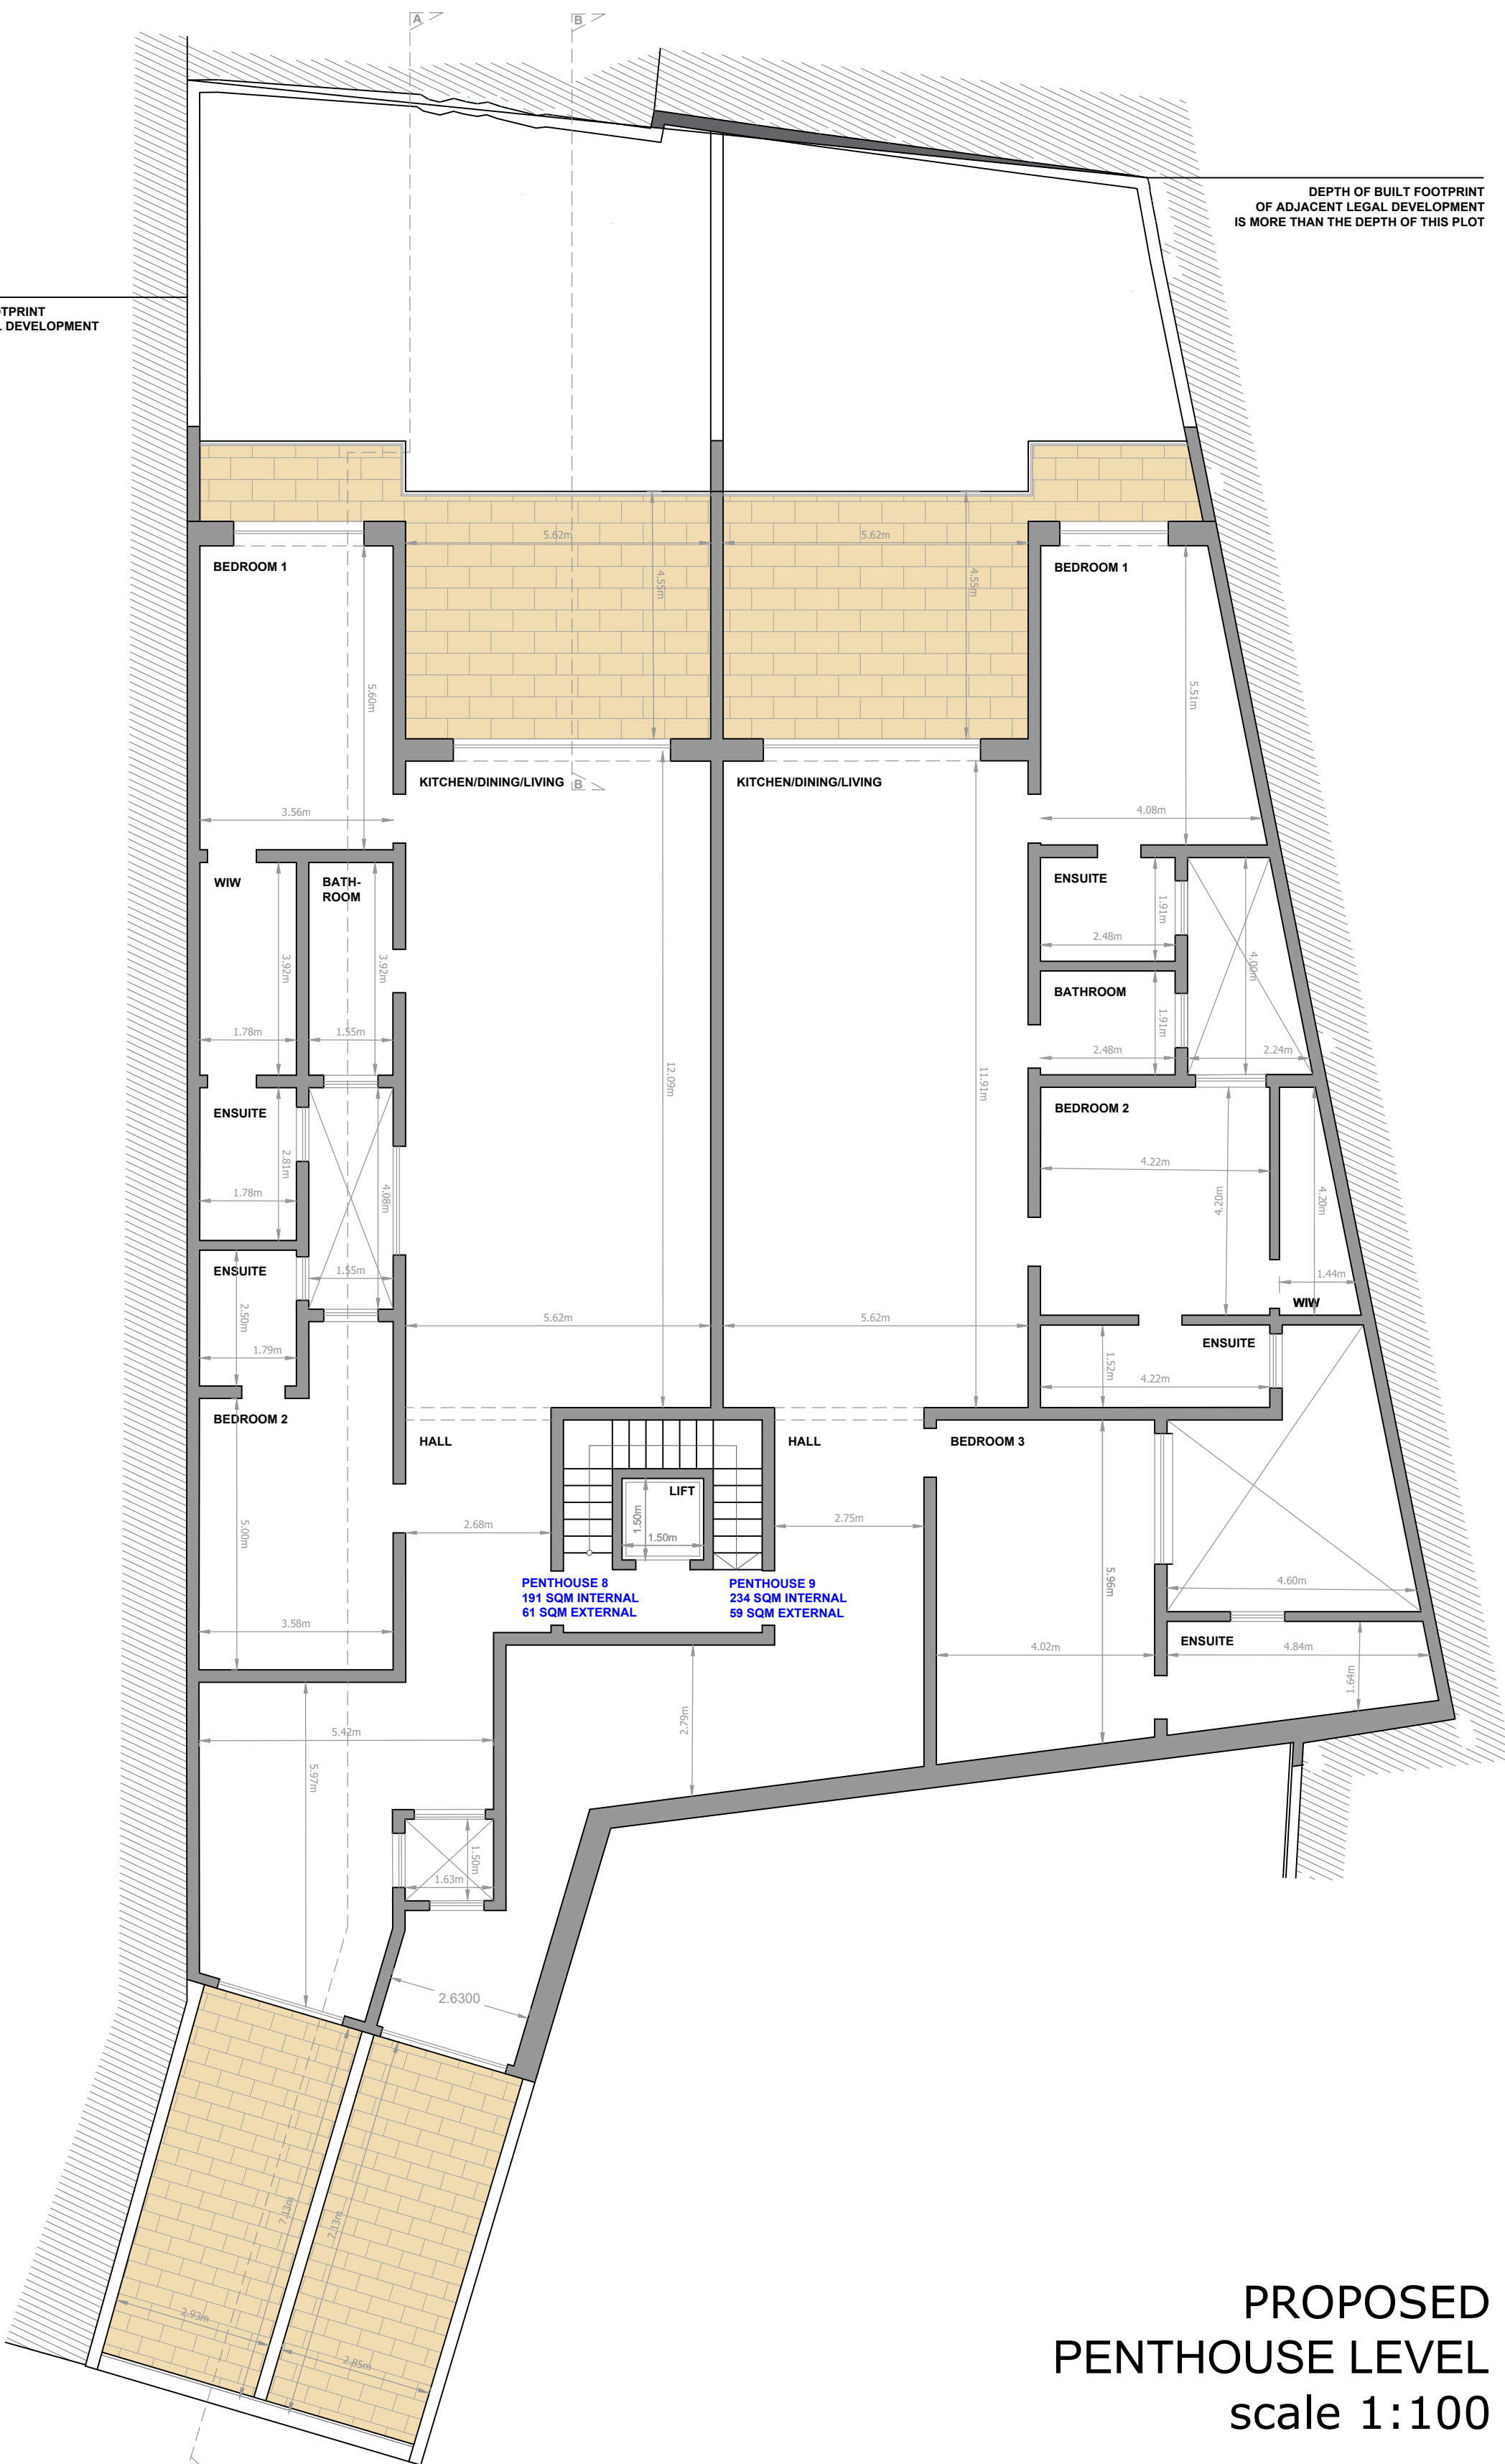 A
B
DEPTH OF BUILT FOOTPRINT
OF ADJACENT LEGAL DEVELOPMENT
IS MORE THAN THE DEPTH OF THIS PLOT
DEVELOPMENT
5.62m
5.62m
4.55m
4.55m
BEDROOM 1
BEDROOM 1
5.60m
5.51m
KITCHEN/DINING/LIVING
B
KITCHEN/DINING/LIVING
3.56m
4.08m
WIW
BATH-
ROOM
ENSUITE
1.91m
2.48m
3.92m
3.92m
4.00m
BATHROOM
1.91m
1.78m
1.55m
2.48m
2.24m
12.09m
11.91m
ENSUITE
BEDROOM 2
2.81m
4.22m
1.78m
4.08m
4.20m
4.20m
ENSUITE
1.55m
1.44m
WIW
2.50m
5.62m
5.62m
1.79m
ENSUITE
1.52m
4.22m
BEDROOM 2
HALL
HALL
BEDROOM 3
LIFT
1.50m
1.50m
5.00m
2.68m
2.75m
5.96m
PENTHOUSE 8
191 SQM INTERNAL
61 SQM EXTERNAL
PENTHOUSE 9
234 SQM INTERNAL
59 SQM EXTERNAL
4.60m
3.58m
ENSUITE
4.02m
4.84m
1.64m
2.79m
5.42m
5.97m
1.50m
1.63m
2.6300
7.13m
7.13m
2.93m
2.85m
PROPOSED
PENTHOUSE LEVEL
scale 1:100